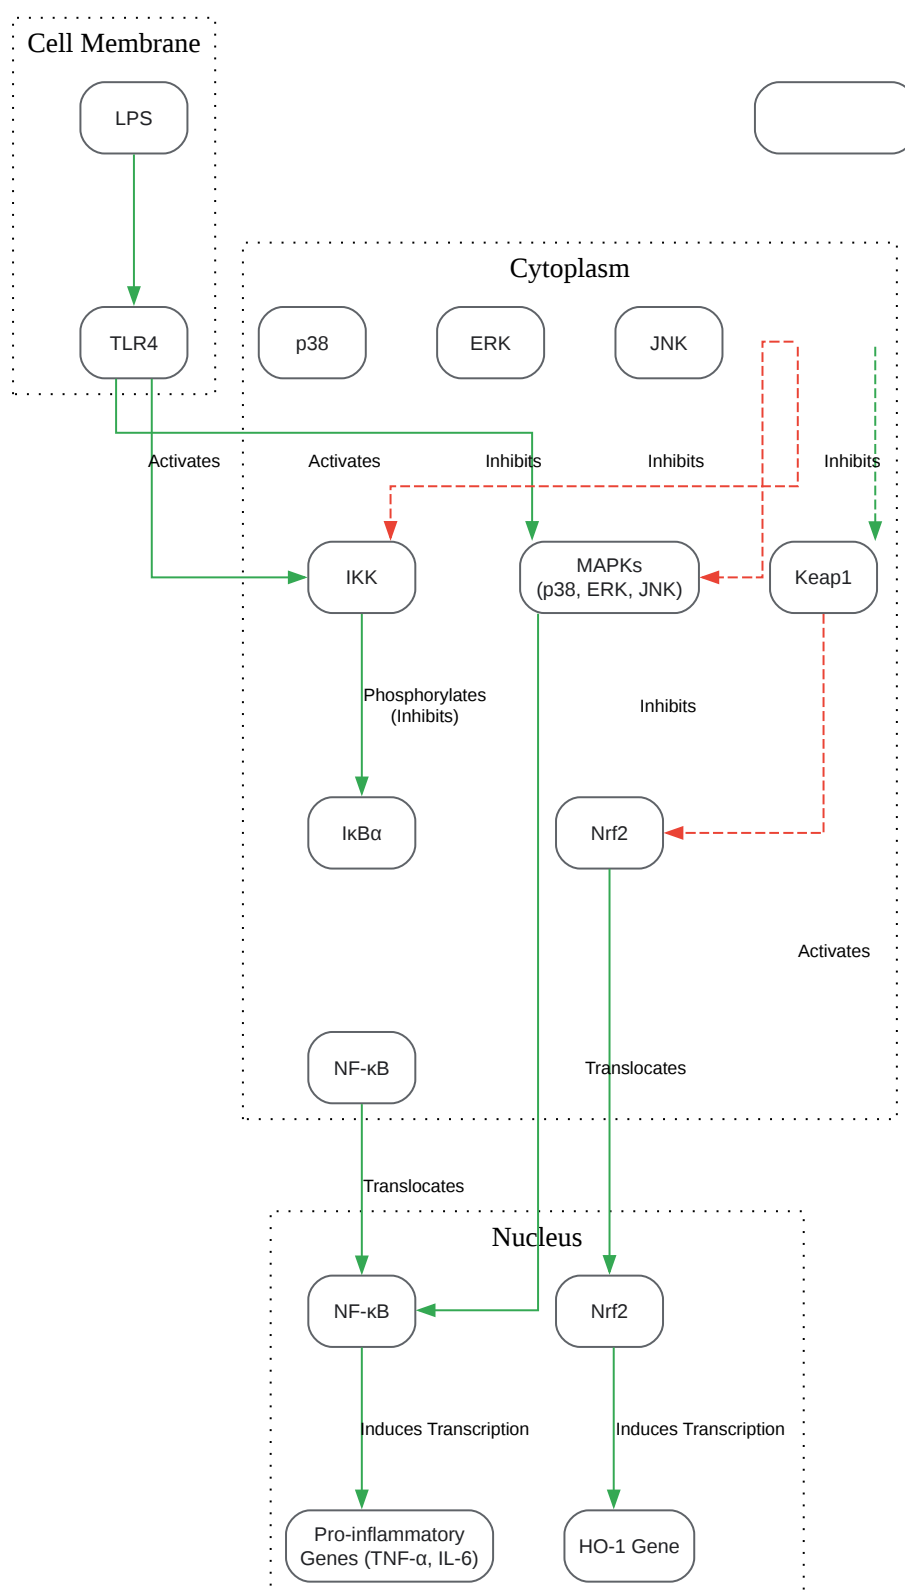 Cell Membrane
LPS
Cytoplasm
TLR4
p38
ERK
JNK
Activates
Activates
Inhibits
Inhibits
Inhibits
IKK
MAPKs
(p38, ERK, JNK)
Keap1
Phosphorylates
(Inhibits)
Inhibits
IκBα
Nrf2
Activates
NF-κB
Translocates
Translocates
Nucleus
NF-κB
Nrf2
Induces Transcription
Induces Transcription
Pro-inflammatory
Genes (TNF-α, IL-6)
HO-1 Gene